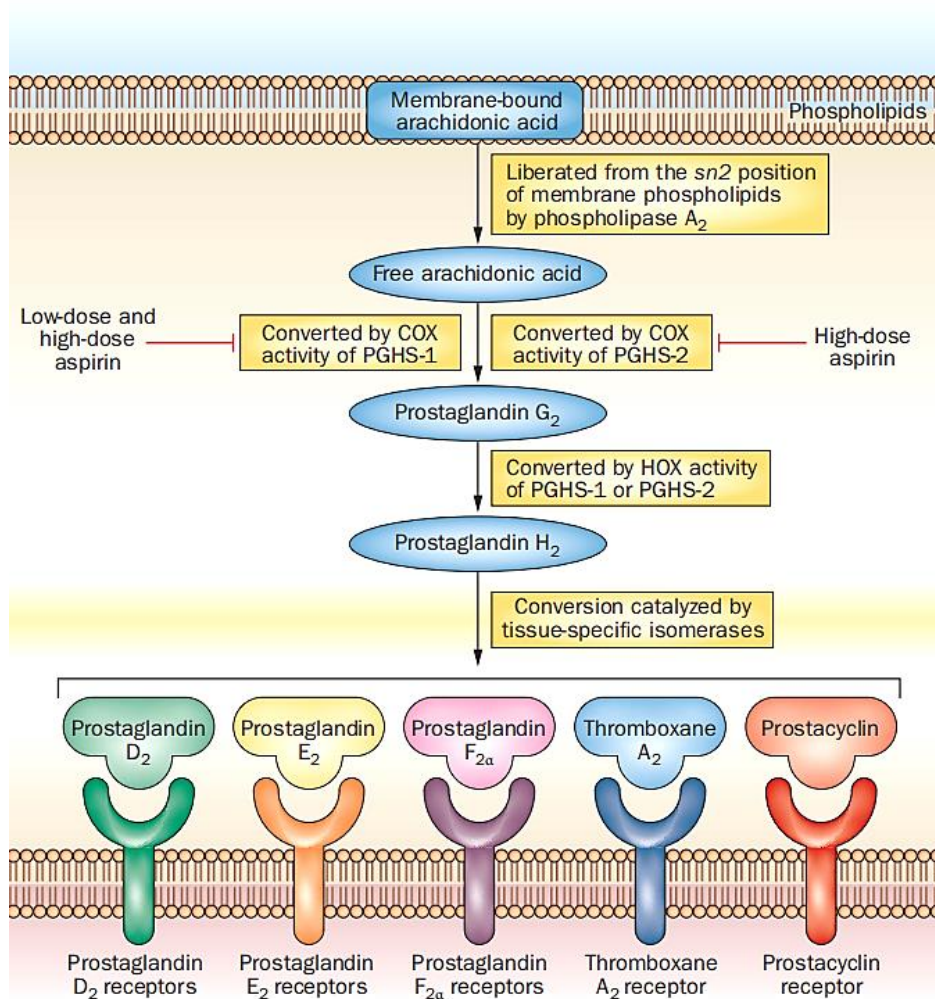 Membrane-bound
arachidonic acid
Phospholipids
Liberated from the sn2 position
of membrane phospholipids
by phospholipase A2
Free arachidonic acid
Low-dose and
high-dose
aspirin
Converted by COX
activity of PGHS-1
Converted by COX
activity of PGHS-2
High-dose
aspirin
Prostaglandin G2
Converted by HOX activity
of PGHS-1 or PGHS-2
Prostaglandin H2
Conversion catalyzed by
tissue-specific isomerases
Prostaglandin
D2
Prostaglandin
E2
Prostaglandin
F2α
Thromboxane
A2
Prostacyclin
Prostaglandin
D2 receptors
Prostaglandin
E2 receptors
Prostaglandin
F2α receptors
Thromboxane
A2 receptor
Prostacyclin
receptor